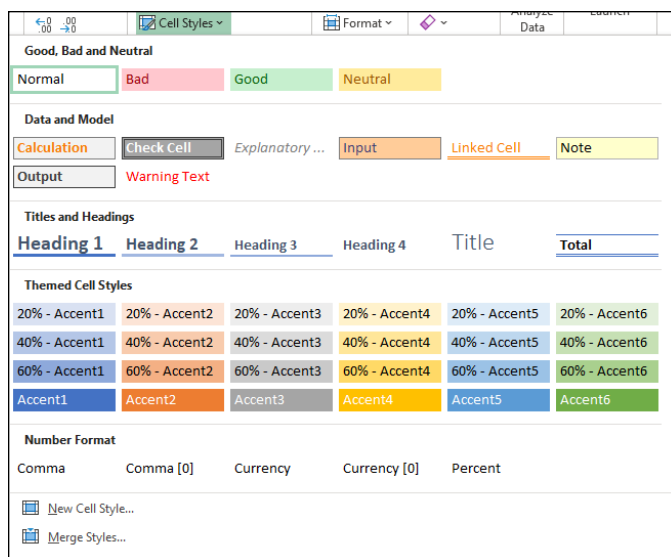 ←0 .00
.00 →0
Cell Styles
Format
Analyze
Data
Launch
Good, Bad and Neutral
Normal Bad Good Neutral
Data and Model
Calculation Check Cell Explanatory ... Input Linked Cell Note
Output Warning Text
Titles and Headings
Heading 1 Heading 2 Heading 3 Heading 4 Title Total
Themed Cell Styles
20% - Accent1 20% - Accent2 20% - Accent3 20% - Accent4 20% - Accent5 20% - Accent6
40% - Accent1 40% - Accent2 40% - Accent3 40% - Accent4 40% - Accent5 40% - Accent6
60% - Accent1 60% - Accent2 60% - Accent3 60% - Accent4 60% - Accent5 60% - Accent6
Accent1 Accent2 Accent3 Accent4 Accent5 Accent6
Number Format
Comma Comma [0] Currency Currency [0] Percent
New Cell Style...
Merge Styles...